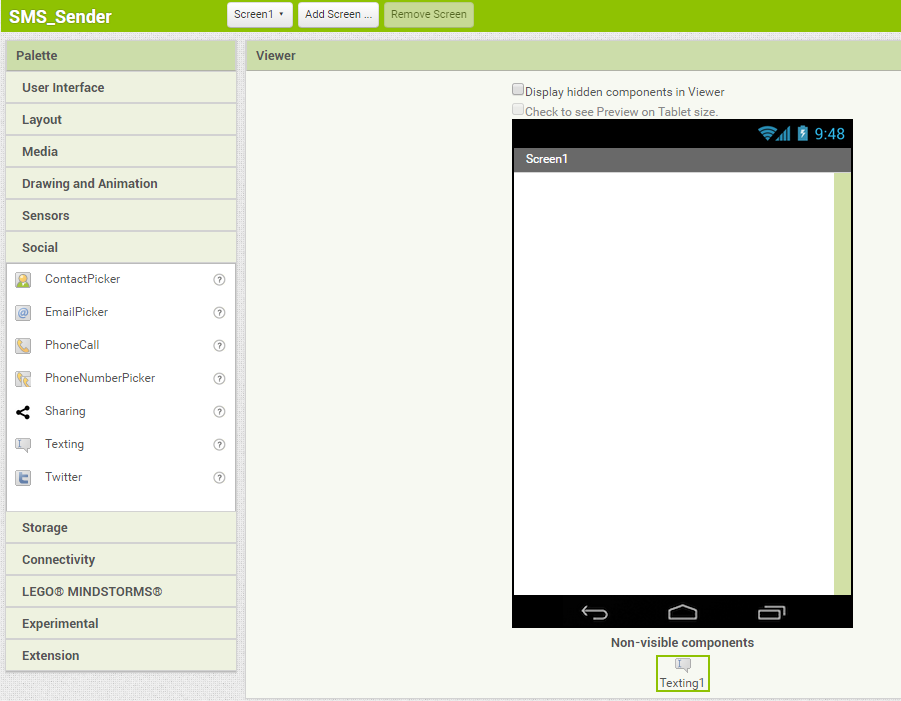 SMS_Sender
Screen1
Add Screen ...
Remove Screen
Palette
User Interface
Layout
Media
Drawing and Animation
Sensors
Social
ContactPicker
EmailPicker
PhoneCall
PhoneNumberPicker
Sharing
Texting
Twitter
Storage
Connectivity
LEGO® MINDSTORMS®
Experimental
Extension
Viewer
Display hidden components in Viewer
Check to see Preview on Tablet size.
9:48
Screen1
Non-visible components
Texting1